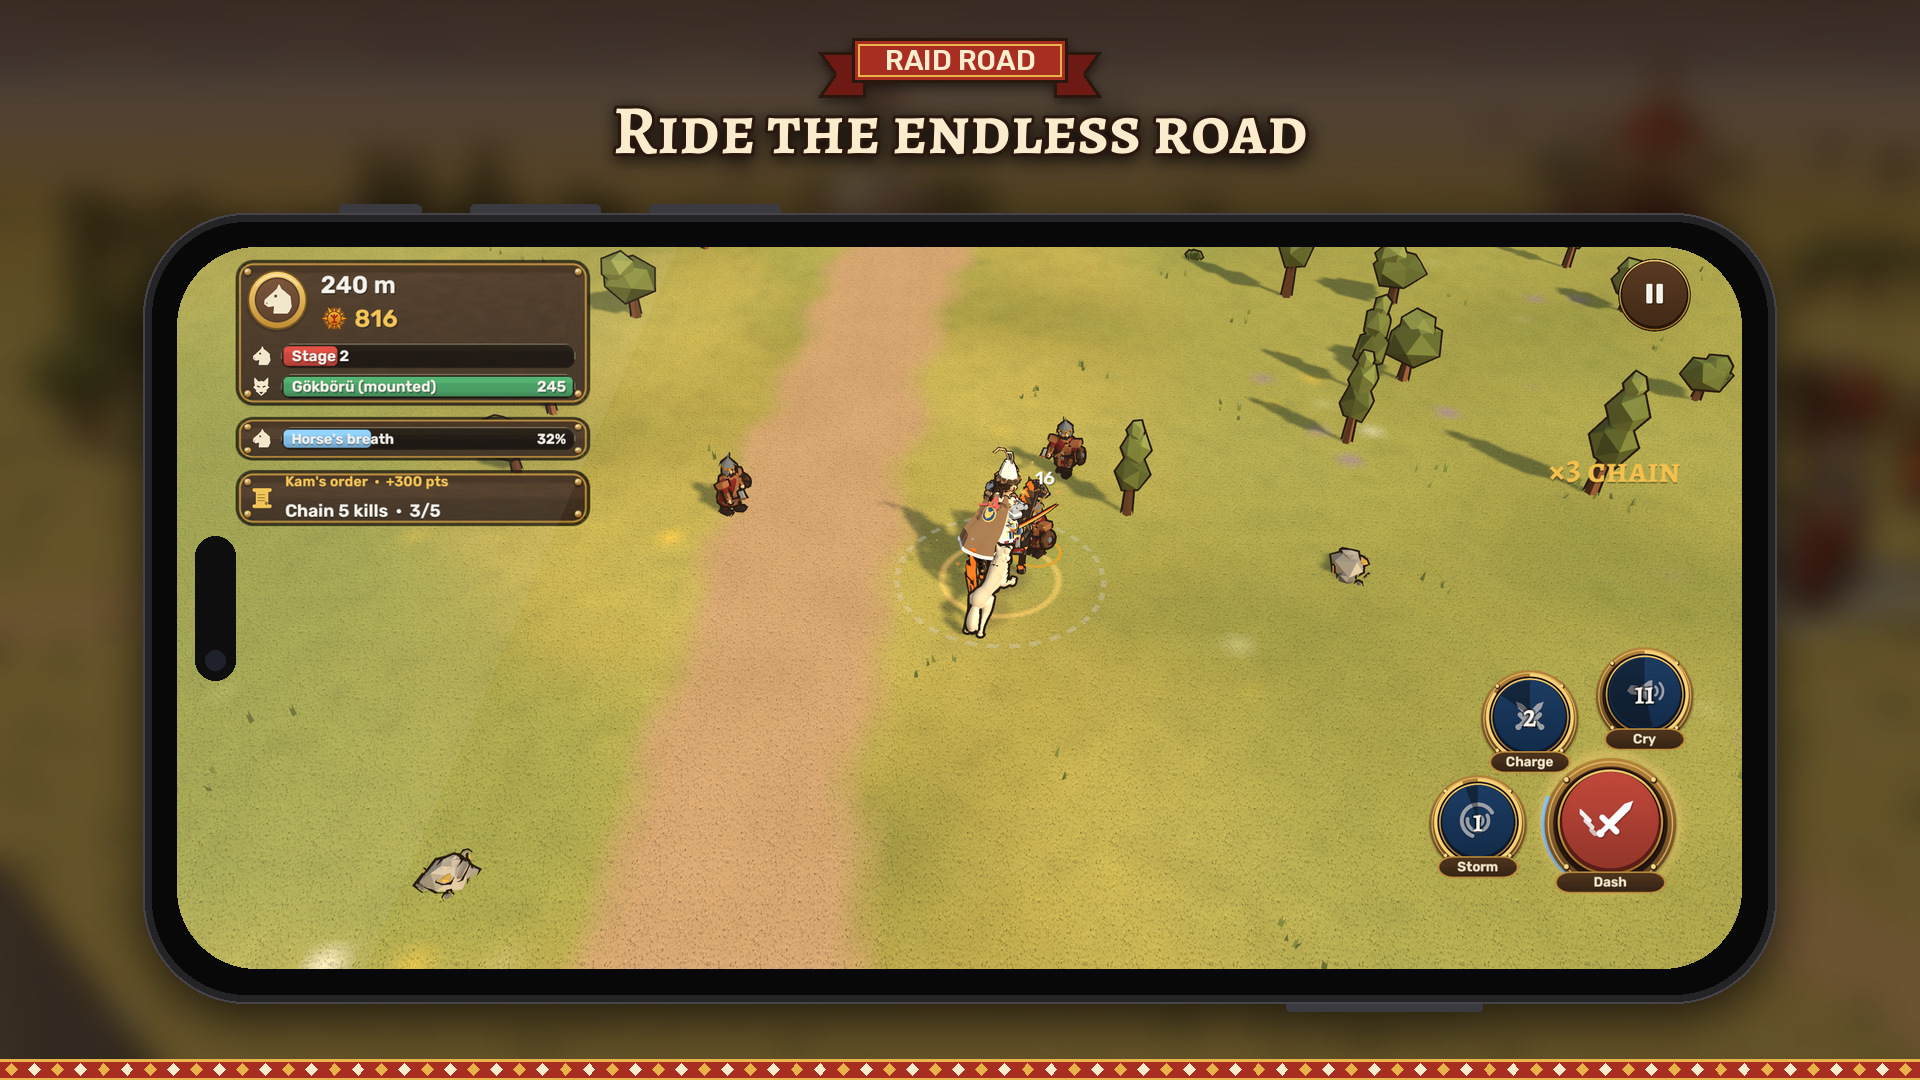 RAID ROAD
Ride the endless road
240 m
816
Stage 2
Gökbörü (mounted) 245
Horse's breath 32%
Kam's order • +300 pts
Chain 5 kills • 3/5
16
×3 CHAIN
11
Cry
2
Charge
1
Storm
Dash